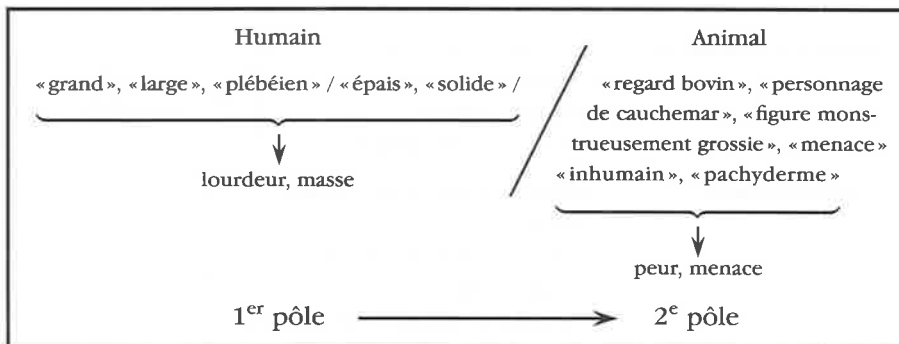 Humain
«grand», «large», «plébéien» / «épais», «solide» /
lourdeur, masse
Animal
«regard bovin», «personnage
de cauchemar», «figure mons-
trueusement grossie», «menace»
«inhumain», «pachyderme»
peur, menace
1er pôle
2e pôle